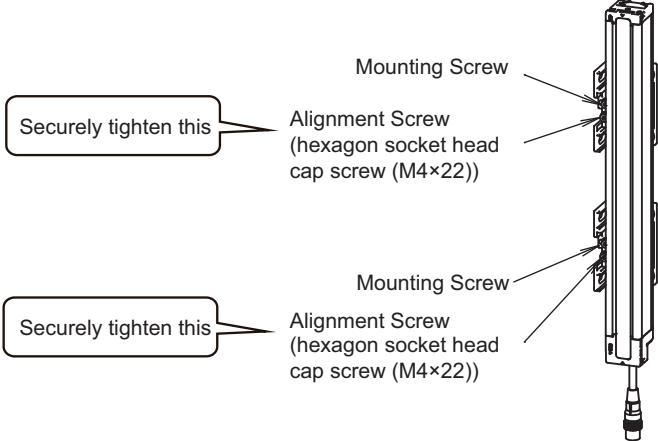 Mounting Screw
Securely tighten this
Alignment Screw
(hexagon socket head
cap screw (M4×22))
Mounting Screw
Securely tighten this
Alignment Screw
(hexagon socket head
cap screw (M4×22))